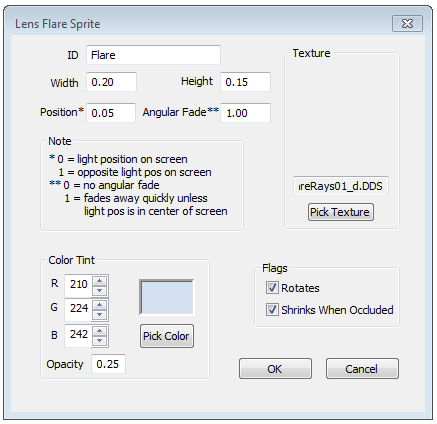 Lens Flare Sprite
ID Flare
Width 0.20 Height 0.15
Position* 0.05 Angular Fade** 1.00
Note
* 0 = light position on screen
1 = opposite light pos on screen
** 0 = no angular fade
1 = fades away quickly unless
light pos is in center of screen
Texture
ireRays01_d.DDS
Pick Texture
Color Tint
R 210
G 224
B 242
Pick Color
Opacity 0.25
Flags
Rotates
Shrinks When Occluded
OK Cancel